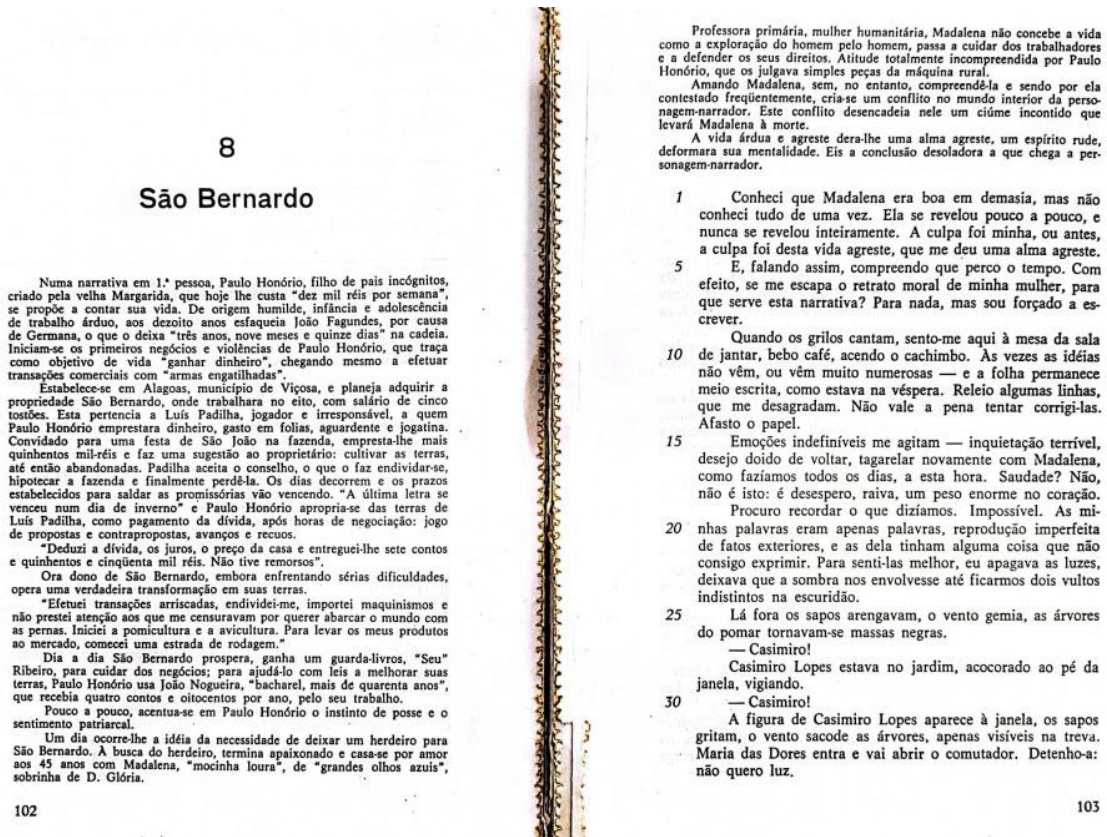 8
São Bernardo
Numa narrativa em 1.ª pessoa, Paulo Honório, filho de pais incógnitos,
criado pela velha Margarida, que hoje lhe custa "dez mil réis por semana",
se propõe a contar sua vida. De origem humilde, infância e adolescência
de trabalho árduo, aos dezoito anos esfaqueia João Fagundes, por causa
de Germana, o que o deixa "três anos, nove meses e quinze dias" na cadeia.
Iniciam-se os primeiros negócios e violências de Paulo Honório, que traça
como objetivo de vida "ganhar dinheiro", chegando mesmo a efetuar
transações comerciais com "armas engatilhadas".
Estabelece-se em Alagoas, município de Viçosa, e planeja adquirir a
propriedade São Bernardo, onde trabalhara no eito, com salário de cinco
tostões. Esta pertencia a Luís Padilha, jogador e irresponsável, a quem
Paulo Honório emprestara dinheiro, gasto em folias, aguardente e jogatina.
Convidado para uma festa de São João na fazenda, empresta-lhe mais
quinhentos mil-réis e faz uma sugestão ao proprietário: cultivar as terras,
até então abandonadas. Padilha aceita o conselho, o que o faz endividar-se,
hipotecar a fazenda e finalmente perdê-la. Os dias decorrem e os prazos
estabelecidos para saldar as promissórias vão vencendo. "A última letra se
venceu num dia de inverno" e Paulo Honório apropria-se das terras de
Luís Padilha, como pagamento da dívida, após horas de negociação: jogo
de propostas e contrapropostas, avanços e recuos.
"Deduzi a dívida, os juros, o preço da casa e entreguei-lhe sete contos
e quinhentos e cinqüenta mil réis. Não tive remorsos".
Ora dono de São Bernardo, embora enfrentando sérias dificuldades,
opera uma verdadeira transformação em suas terras.
"Efetuei transações arriscadas, endividei-me, importei maquinismos e
não prestei atenção aos que me censuravam por querer abarcar o mundo com
as pernas. Iniciei a pomicultura e a avicultura. Para levar os meus produtos
ao mercado, comecei uma estrada de rodagem."
Dia a dia São Bernardo prospera, ganha um guarda-livros, "Seu"
Ribeiro, para cuidar dos negócios; para ajudá-lo com leis a melhorar suas
terras, Paulo Honório usa João Nogueira, "bacharel, mais de quarenta anos",
que recebia quatro contos e oitocentos por ano, pelo seu trabalho.
Pouco a pouco, acentua-se em Paulo Honório o instinto de posse e o
sentimento patriarcal.
Um dia ocorre-lhe a idéia da necessidade de deixar um herdeiro para
São Bernardo. À busca do herdeiro, termina apaixonado e casa-se por amor
aos 45 anos com Madalena, "mocinha loura", de "grandes olhos azuis",
sobrinha de D. Glória.
102
Professora primária, mulher humanitária, Madalena não concebe a vida
como a exploração do homem pelo homem, passa a cuidar dos trabalhadores
e a defender os seus direitos. Atitude totalmente incompreendida por Paulo
Honório, que os julgava simples peças da máquina rural.
Amando Madalena, sem, no entanto, compreendê-la e sendo por ela
contestado freqüentemente, cria-se um conflito no mundo interior da perso-
nagem-narrador. Este conflito desencadeia nele um ciúme incontido que
levará Madalena à morte.
A vida árdua e agreste dera-lhe uma alma agreste, um espírito rude,
deformara sua mentalidade. Eis a conclusão desoladora a que chega a per-
sonagem-narrador.
1 Conheci que Madalena era boa em demasia, mas não
conheci tudo de uma vez. Ela se revelou pouco a pouco, e
nunca se revelou inteiramente. A culpa foi minha, ou antes,
a culpa foi desta vida agreste, que me deu uma alma agreste.
5 E, falando assim, compreendo que perco o tempo. Com
efeito, se me escapa o retrato moral de minha mulher, para
que serve esta narrativa? Para nada, mas sou forçado a es-
crever.
Quando os grilos cantam, sento-me aqui à mesa da sala
10 de jantar, bebo café, acendo o cachimbo. Às vezes as idéias
não vêm, ou vêm muito numerosas — e a folha permanece
meio escrita, como estava na véspera. Releio algumas linhas,
que me desagradam. Não vale a pena tentar corrigi-las.
Afasto o papel.
15 Emoções indefiníveis me agitam — inquietação terrível,
desejo doido de voltar, tagarelar novamente com Madalena,
como fazíamos todos os dias, a esta hora. Saudade? Não,
não é isto: é desespero, raiva, um peso enorme no coração.
Procuro recordar o que dizíamos. Impossível. As mi-
20 nhas palavras eram apenas palavras, reprodução imperfeita
de fatos exteriores, e as dela tinham alguma coisa que não
consigo exprimir. Para senti-las melhor, eu apagava as luzes,
deixava que a sombra nos envolvesse até ficarmos dois vultos
indistintos na escuridão.
25 Lá fora os sapos arengavam, o vento gemia, as árvores
do pomar tornavam-se massas negras.
— Casimiro!
Casimiro Lopes estava no jardim, acocorado ao pé da
janela, vigiando.
30 — Casimiro!
A figura de Casimiro Lopes aparece à janela, os sapos
gritam, o vento sacode as árvores, apenas visíveis na treva.
Maria das Dores entra e vai abrir o comutador. Detenho-a:
não quero luz.
103